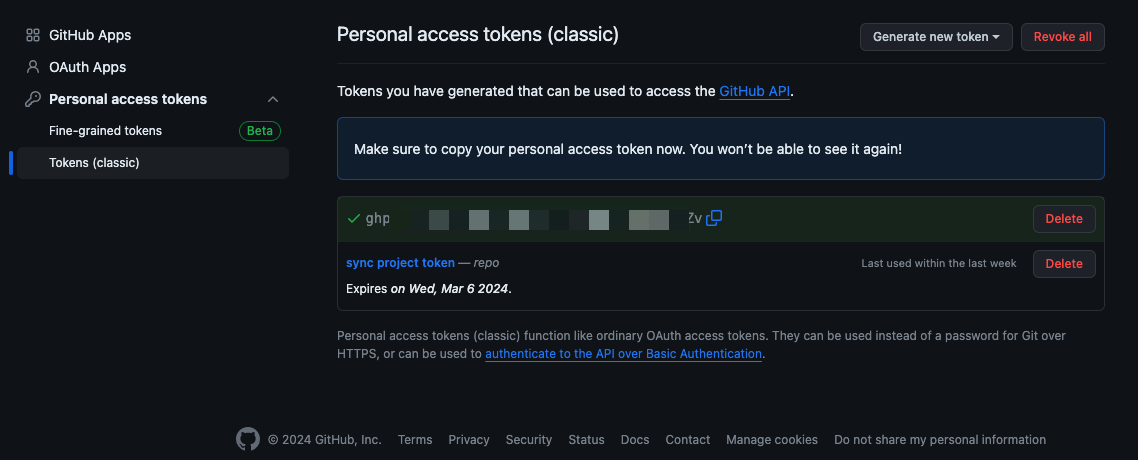 GitHub Apps
OAuth Apps
Personal access tokens
Fine-grained tokens Beta
Tokens (classic)
Personal access tokens (classic)
Generate new token
Revoke all
Tokens you have generated that can be used to access the GitHub API.
Make sure to copy your personal access token now. You won't be able to see it again!
ghp Zv
Delete
sync project token — repo
Last used within the last week
Delete
Expires on Wed, Mar 6 2024.
Personal access tokens (classic) function like ordinary OAuth access tokens. They can be used instead of a password for Git over
HTTPS, or can be used to authenticate to the API over Basic Authentication.
© 2024 GitHub, Inc. Terms Privacy Security Status Docs Contact Manage cookies Do not share my personal information